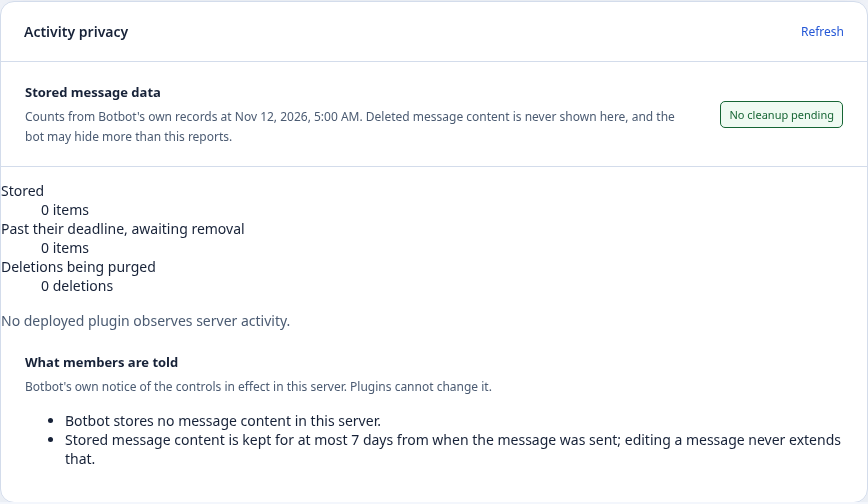 Activity privacy
Refresh
Stored message data
Counts from Botbot's own records at Nov 12, 2026, 5:00 AM. Deleted message content is never shown here, and the
bot may hide more than this reports.
No cleanup pending
Stored
0 items
Past their deadline, awaiting removal
0 items
Deletions being purged
0 deletions
No deployed plugin observes server activity.
What members are told
Botbot's own notice of the controls in effect in this server. Plugins cannot change it.
• Botbot stores no message content in this server.
• Stored message content is kept for at most 7 days from when the message was sent; editing a message never extends
that.